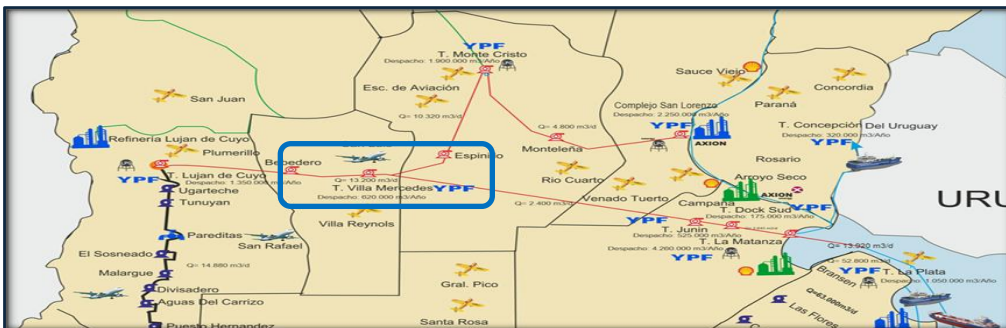 YPF
T. Monte Cristo
Despacho: 1.900.000 m3/Año
Esc. de Aviación
Q= 10.320 m3/d
Sauce Viejo
Concordia
Paraná
San Juan
Complejo San Lorenzo
Despacho: 2.250.000 m3/Año
YPF
AXION
T. Concepción Del Uruguay
Despacho: 320.000 m3/Año
YPF
Refinería Lujan de Cuyo
Plumerillo
Q= 4.800 m3/d
Monteleña
Rosario
Bebedero
Espinillo
T. Lujan de Cuyo
Despacho: 1.350.000 m3/Año
YPF
Q= 13.200 m3/d
T. Villa Mercedes
YPF
Despacho: 620.000 m3/Año
Rio Cuarto
Arroyo Seco
AXION
Ugarteche
Tunuyan
Q= 2.400 m3/d
Venado Tuerto
Campana
T. Dock Sud
YPF
Despacho: 175.000 m3/Año
URU
Villa Reynols
YPF
T. Junín
Despacho: 525.000 m3/Año
Pareditas
San Rafael
T. La Matanza
Despacho: 4.260.000 m3/Año
YPF
Q= 13.920 m3/d
El Sosneado
Q= 14.880 m3/d
Q= 52.800 m3/d
Malargue
Gral. Pico
Bransen
YPF
T. La Plata
Despacho: 1.050.000 m3/Año
Divisadero
Q=63.000m3/d
Aguas Del Carrizo
Las Flores
Puesto Hernandez
Santa Rosa